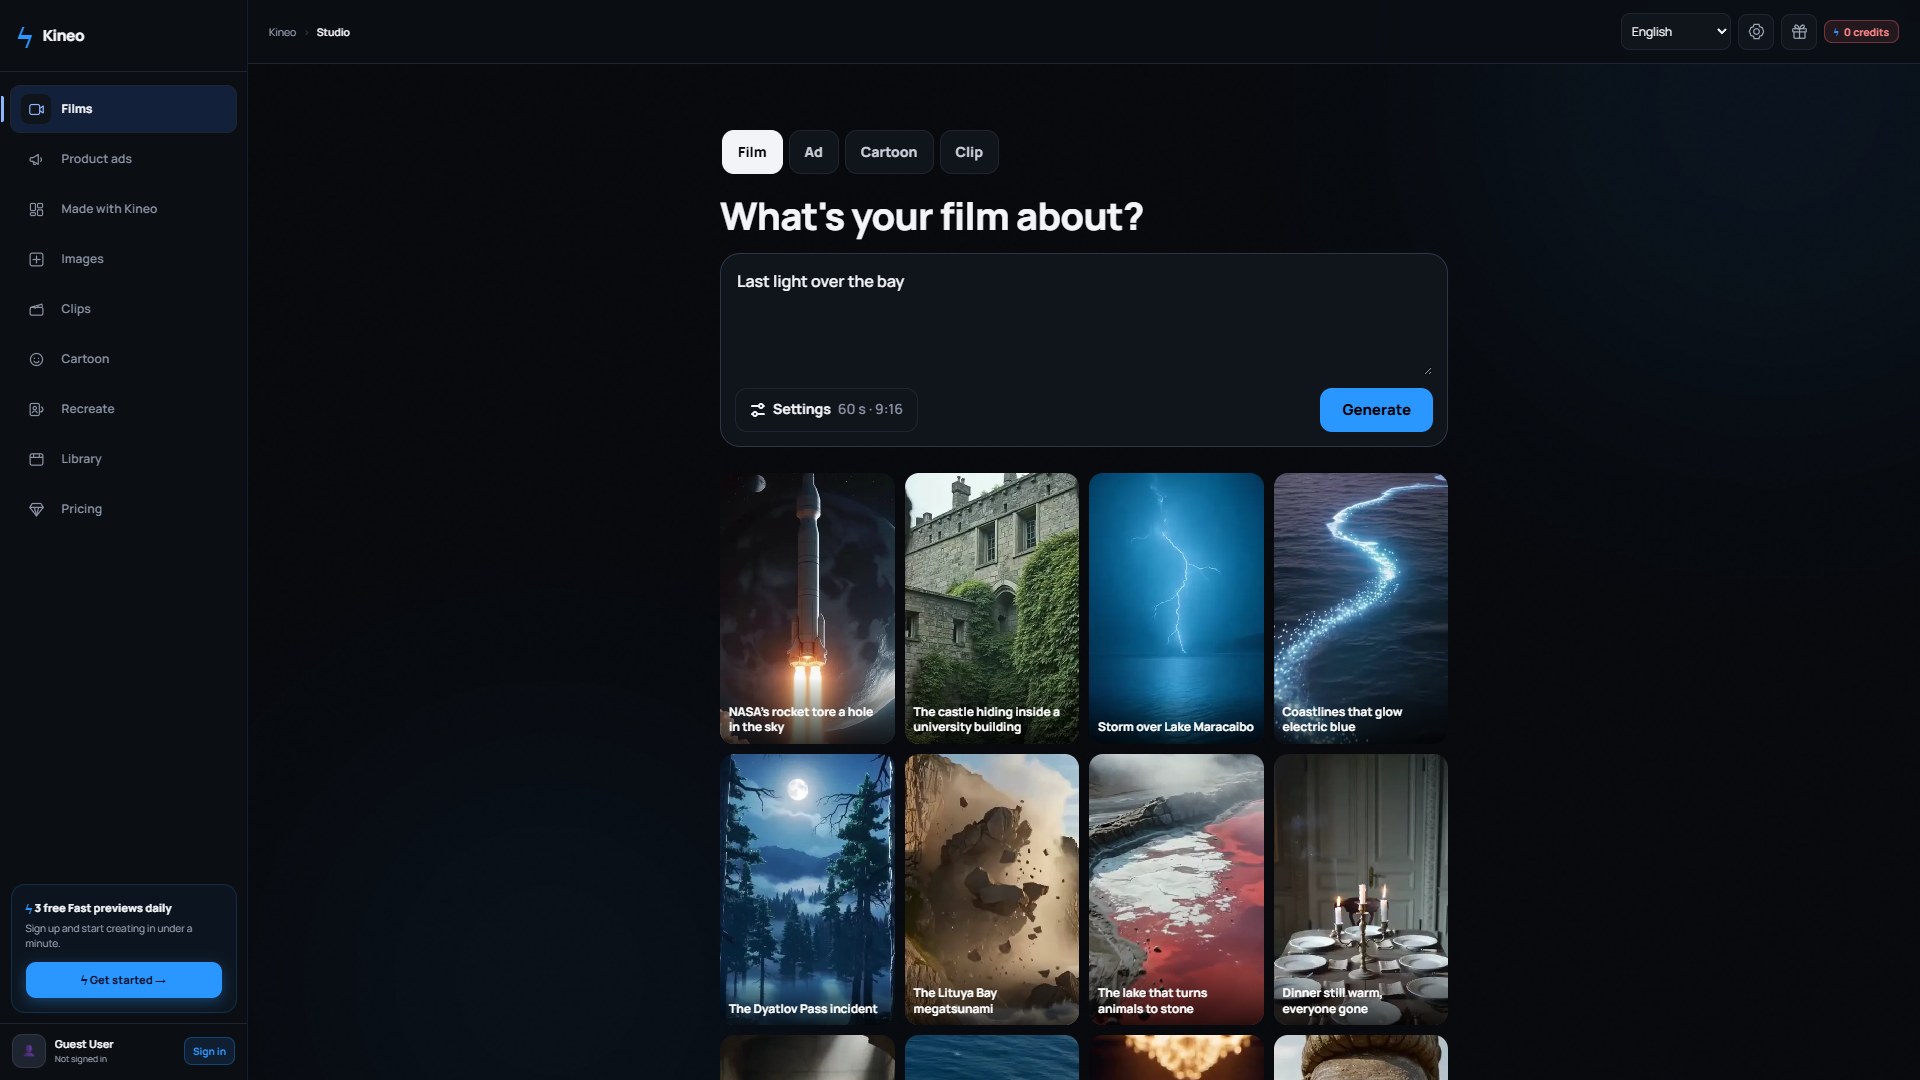 Kineo
Kineo › Studio
English
0 credits
Films
Product ads
Made with Kineo
Images
Clips
Cartoon
Recreate
Library
Pricing
Film
Ad
Cartoon
Clip
What's your film about?
Last light over the bay
Settings 60 s · 9:16
Generate
NASA's rocket tore a hole
in the sky
The castle hiding inside a
university building
Storm over Lake Maracaibo
Coastlines that glow
electric blue
The Dyatlov Pass incident
The Lituya Bay
megatsunami
The lake that turns
animals to stone
Dinner still warm,
everyone gone
3 free Fast previews daily
Sign up and start creating in under a
minute.
Get started →
Guest User
Not signed in
Sign in